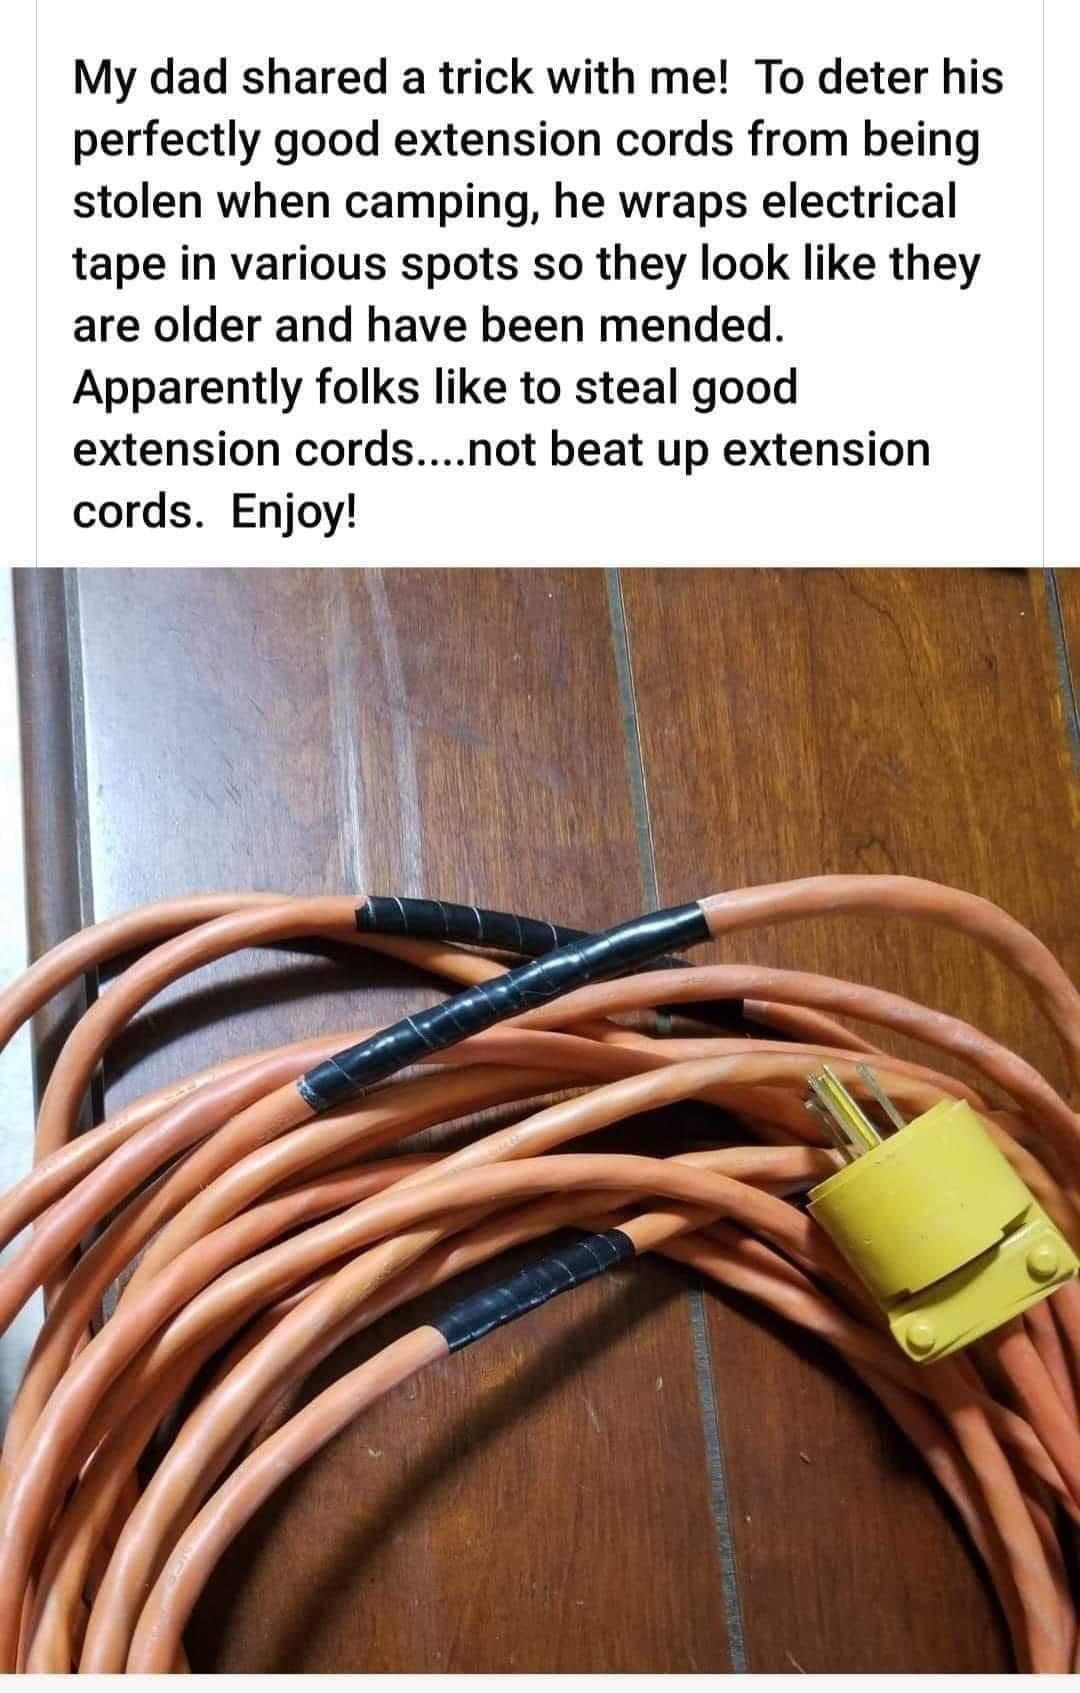 My dad shared a trick with me!  To deter his
perfectly good extension cords from being
stolen when camping, he wraps electrical
tape in various spots so they look like they
are older and have been mended.
Apparently folks like to steal good
extension cords....not beat up extension
cords.  Enjoy!